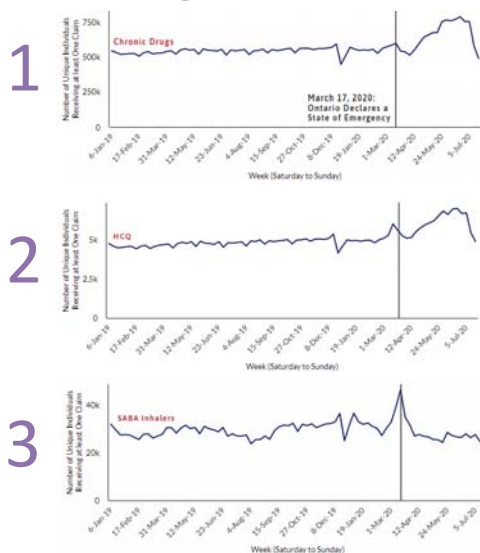 1
Number of Unique Individuals
Receiving at least One Claim
750k
500k
250k
0
Chronic Drugs
March 17, 2020:
Ontario Declares a
State of Emergency
6-Jan-19
17-Feb-19
31-Mar-19
12-May-19
23-Jun-19
4-Aug-19
15-Sep-19
27-Oct-19
8-Dec-19
19-Jan-20
1-Mar-20
12-Apr-20
24-May-20
5-Jul-20
Week (Saturday to Sunday)
2
Number of Unique Individuals
Receiving at least One Claim
5k
2.5k
0
HCQ
6-Jan-19
17-Feb-19
31-Mar-19
12-May-19
23-Jun-19
4-Aug-19
15-Sep-19
27-Oct-19
8-Dec-19
19-Jan-20
1-Mar-20
12-Apr-20
24-May-20
5-Jul-20
Week (Saturday to Sunday)
3
Number of Unique Individuals
Receiving at least One Claim
40k
20k
0
SABA Inhalers
6-Jan-19
17-Feb-19
31-Mar-19
12-May-19
23-Jun-19
4-Aug-19
15-Sep-19
27-Oct-19
8-Dec-19
19-Jan-20
1-Mar-20
12-Apr-20
24-May-20
5-Jul-20
Week (Saturday to Sunday)